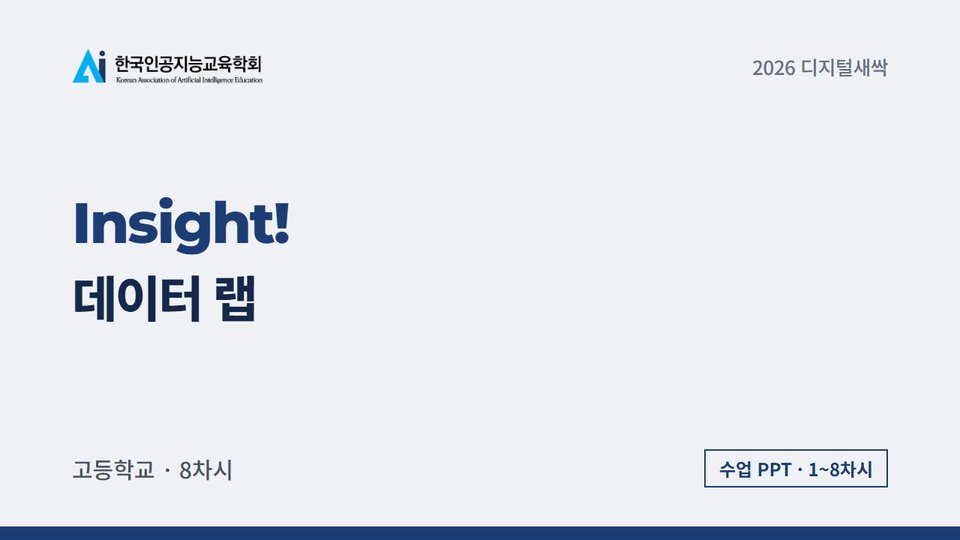 Ai 한국인공지능교육학회
Korean Association of Artificial Intelligence Education
2026 디지털새싹
Insight!
데이터 랩
고등학교 · 8차시
수업 PPT · 1~8차시